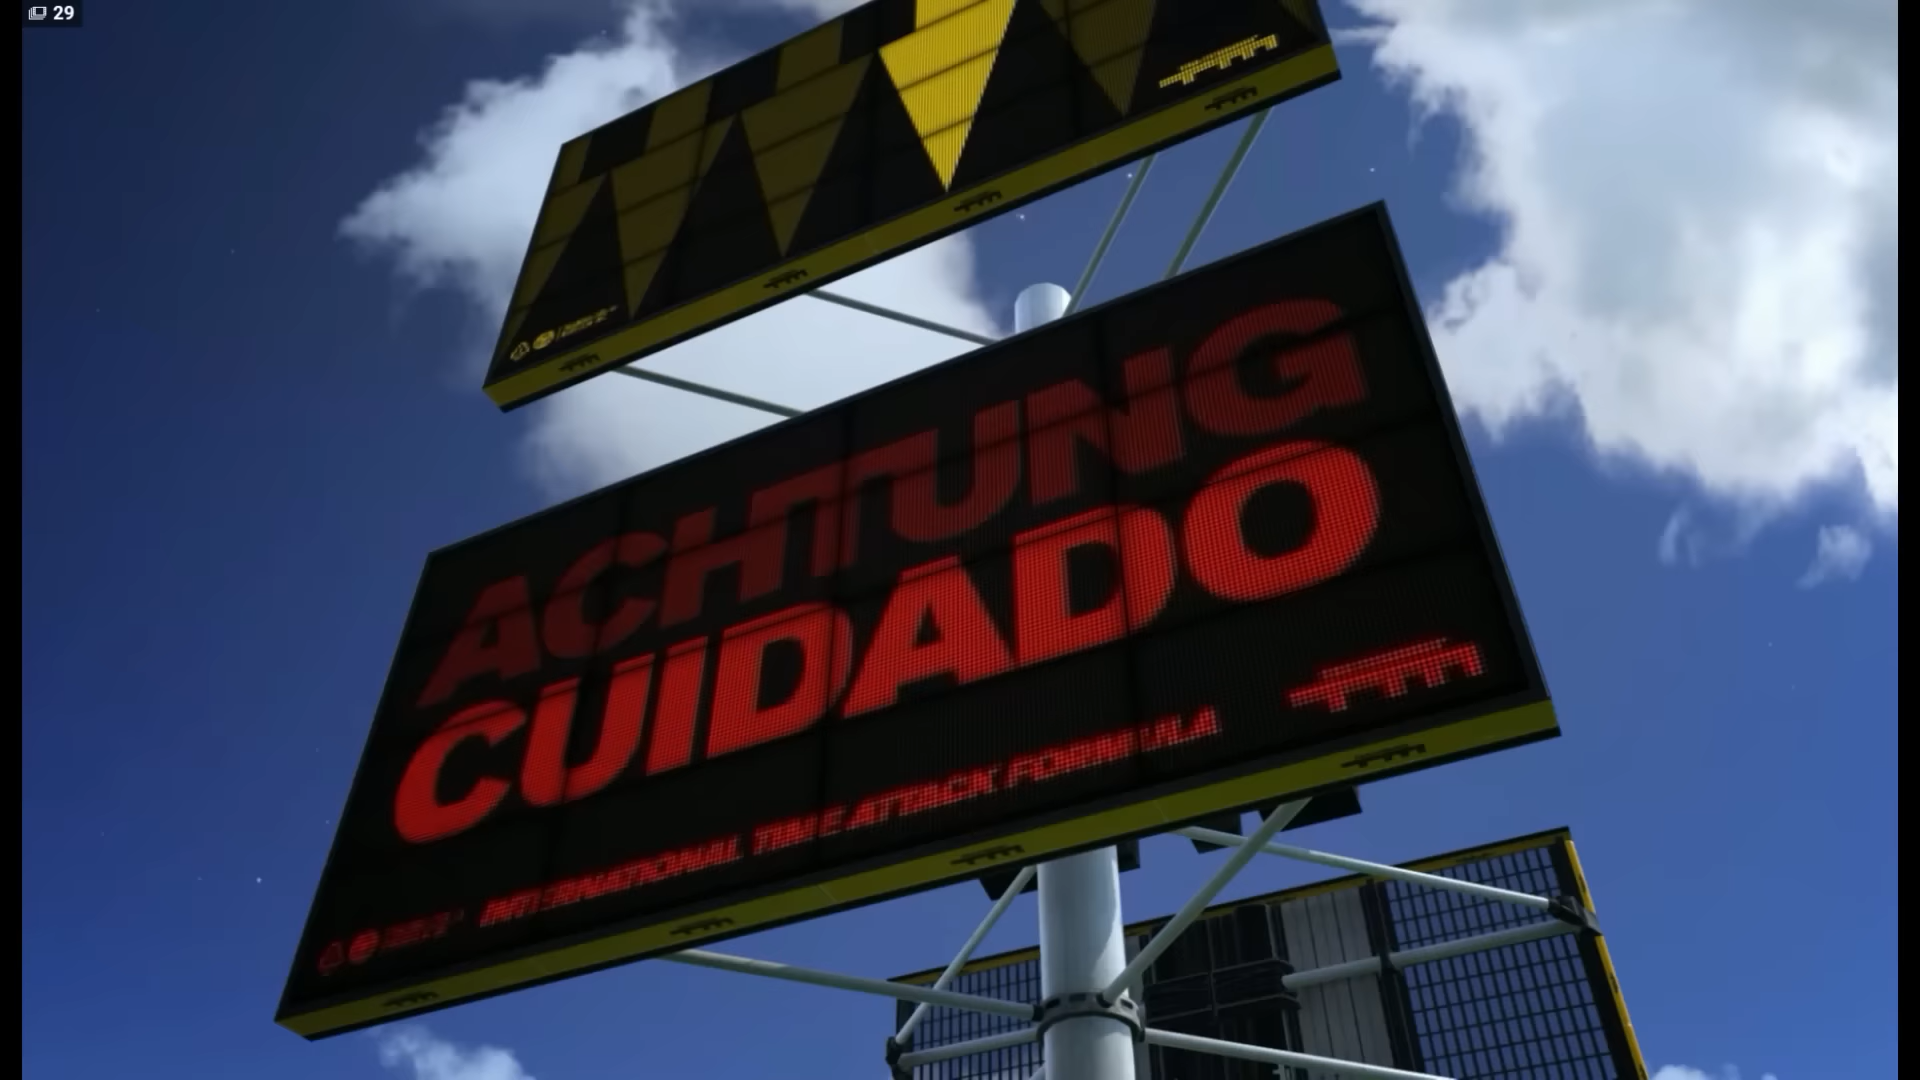 29
ACHTUNG
CUIDADO
INTERNATIONAL TIME ATTACK FORMULA